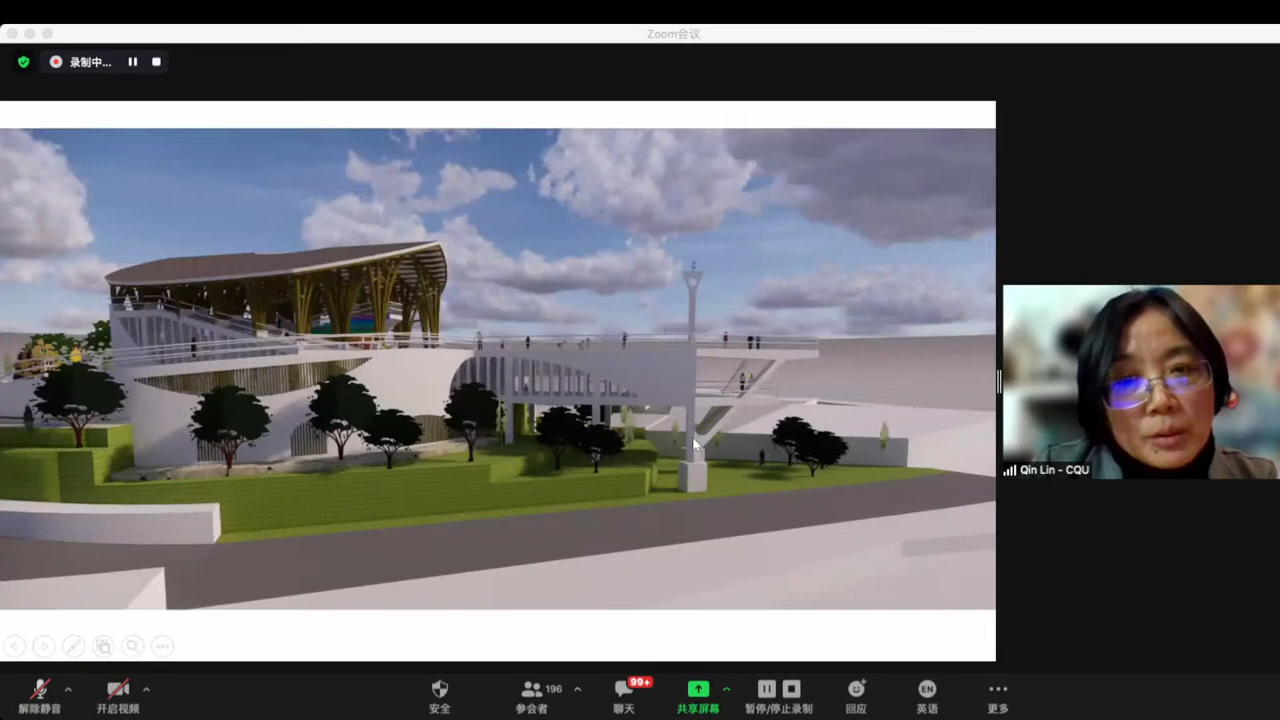 Zoom会议
录制中...
Qin Lin - CQU
99+
196
EN
解除静音
开启视频
安全
参会者
聊天
共享屏幕
暂停/停止录制
回应
英语
更多